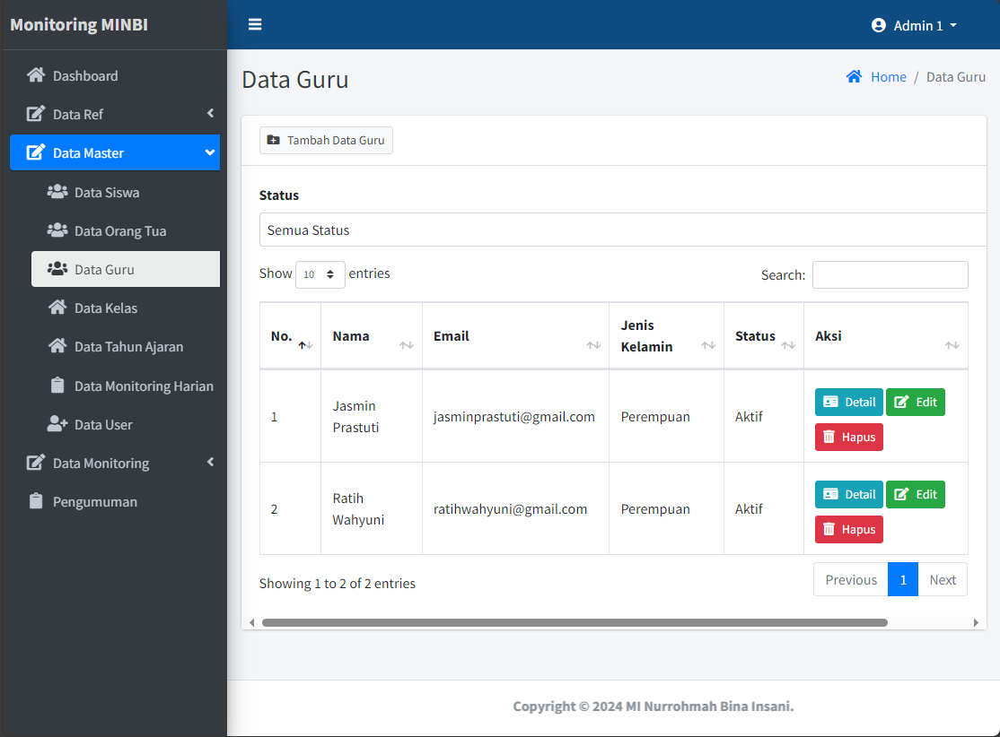 Monitoring MINBI
Admin 1
Dashboard
Data Ref
Data Master
Data Siswa
Data Orang Tua
Data Guru
Data Kelas
Data Tahun Ajaran
Data Monitoring Harian
Data User
Data Monitoring
Pengumuman
Data Guru
Home / Data Guru
Tambah Data Guru
Status
Semua Status
Show 10 entries
Search:
No. Nama Email Jenis Kelamin Status Aksi
1 Jasmin Prastuti jasminprastuti@gmail.com Perempuan Aktif Detail Edit
Hapus
2 Ratih Wahyuni ratihwahyuni@gmail.com Perempuan Aktif Detail Edit
Hapus
Showing 1 to 2 of 2 entries
Previous 1 Next
Copyright © 2024 MI Nurrohmah Bina Insani.